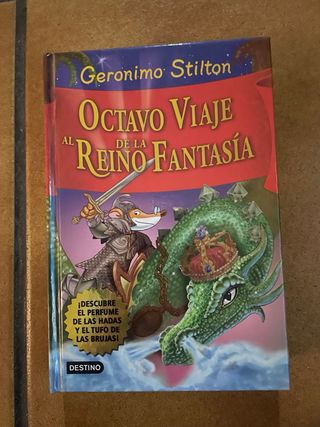 Geronimo Stilton
OCTAVO VIAJE
AL REINO DE LA FANTASÍA
¡DESCUBRE
EL PERFUME
DE LAS HADAS
Y EL TUFO DE
LAS BRUJAS!
DESTINO